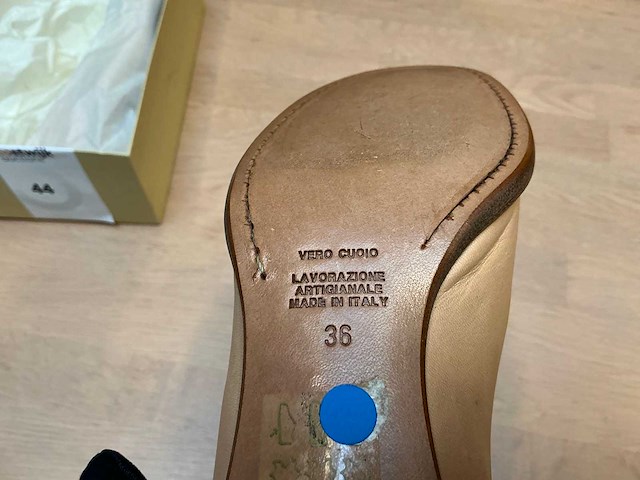 44
VERO CUOIO
LAVORAZIONE
ARTIGIANALE
MADE IN ITALY
36